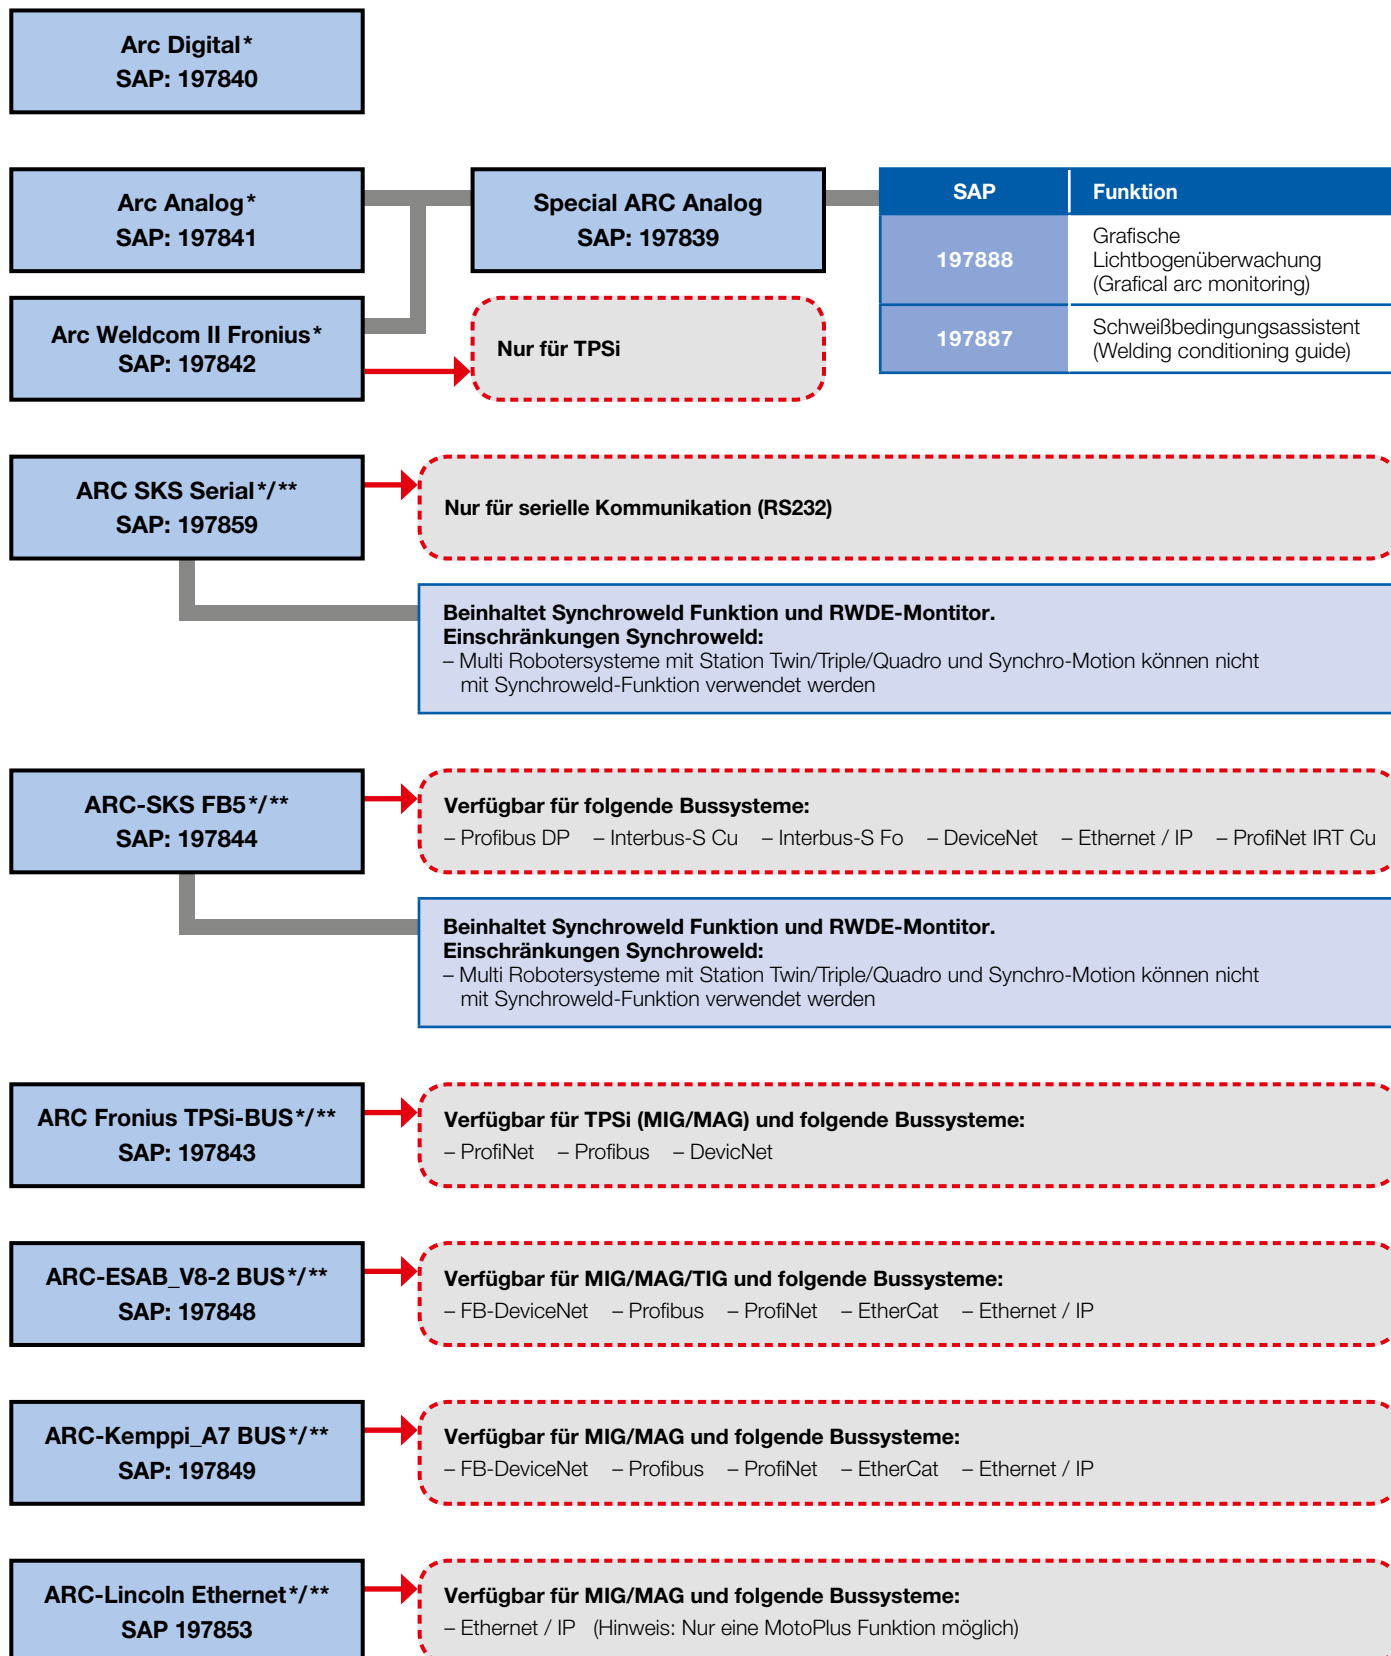 Arc Digital*
SAP: 197840
Arc Analog*
SAP: 197841
Special ARC Analog
SAP: 197839
SAP Funktion
197888
Grafische
Lichtbogenüberwachung
(Grafical arc monitoring)
197887
Schweißbedingungsassistent
(Welding conditioning guide)
Arc Weldcom II Fronius*
SAP: 197842
Nur für TPSi
ARC SKS Serial*/**
SAP: 197859
Nur für serielle Kommunikation (RS232)
Beinhaltet Synchroweld Funktion und RWDE-Montitor.
Einschränkungen Synchroweld:
– Multi Robotersysteme mit Station Twin/Triple/Quadro und Synchro-Motion können nicht
mit Synchroweld-Funktion verwendet werden
ARC-SKS FB5*/**
SAP: 197844
Verfügbar für folgende Bussysteme:
– Profibus DP – Interbus-S Cu – Interbus-S Fo – DeviceNet – Ethernet / IP – ProfiNet IRT Cu
Beinhaltet Synchroweld Funktion und RWDE-Montitor.
Einschränkungen Synchroweld:
– Multi Robotersysteme mit Station Twin/Triple/Quadro und Synchro-Motion können nicht
mit Synchroweld-Funktion verwendet werden
ARC Fronius TPSi-BUS*/**
SAP: 197843
Verfügbar für TPSi (MIG/MAG) und folgende Bussysteme:
– ProfiNet – Profibus – DevicNet
ARC-ESAB_V8-2 BUS*/**
SAP: 197848
Verfügbar für MIG/MAG/TIG und folgende Bussysteme:
– FB-DeviceNet – Profibus – ProfiNet – EtherCat – Ethernet / IP
ARC-Kemppi_A7 BUS*/**
SAP: 197849
Verfügbar für MIG/MAG und folgende Bussysteme:
– FB-DeviceNet – Profibus – ProfiNet – EtherCat – Ethernet / IP
ARC-Lincoln Ethernet*/**
SAP 197853
Verfügbar für MIG/MAG und folgende Bussysteme:
– Ethernet / IP (Hinweis: Nur eine MotoPlus Funktion möglich)